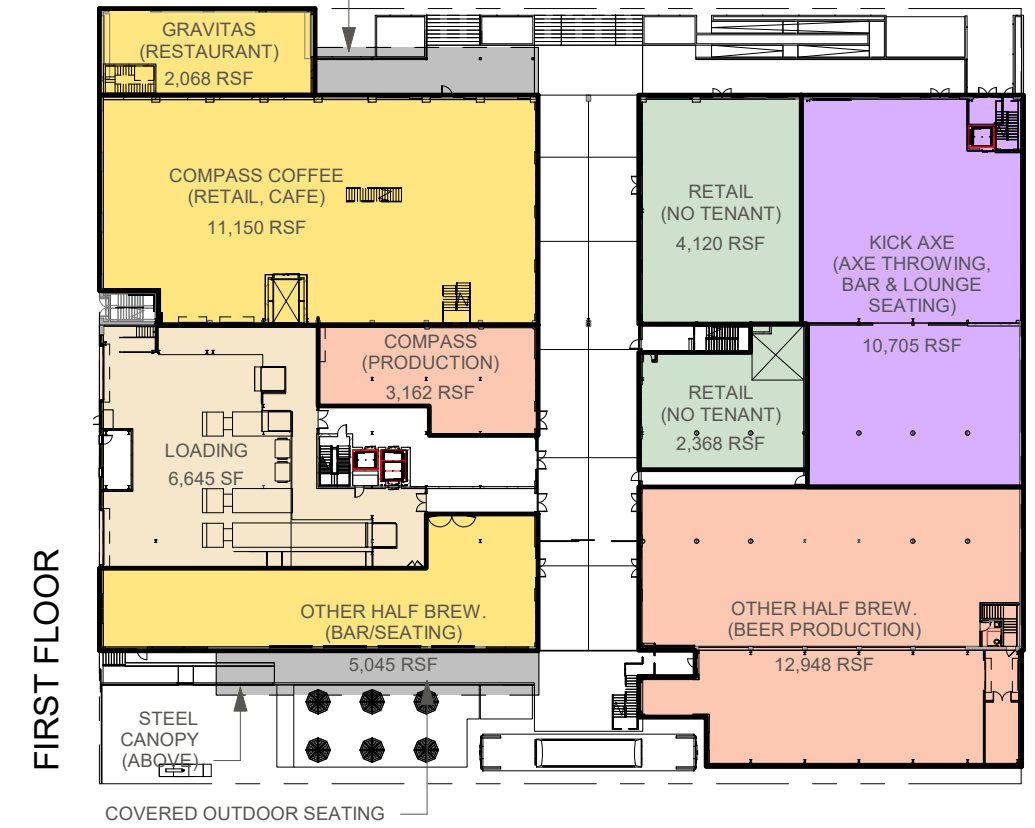 GRAVITAS
(RESTAURANT)
2,068 RSF
COMPASS COFFEE
(RETAIL, CAFE)
11,150 RSF
RETAIL
(NO TENANT)
4,120 RSF
KICK AXE
(AXE THROWING,
BAR & LOUNGE
SEATING)
10,705 RSF
COMPASS
(PRODUCTION)
3,162 RSF
RETAIL
(NO TENANT)
2,368 RSF
LOADING
6,645 SF
OTHER HALF BREW.
(BAR/SEATING)
5,045 RSF
OTHER HALF BREW.
(BEER PRODUCTION)
12,948 RSF
STEEL
CANOPY
(ABOVE)
COVERED OUTDOOR SEATING
FIRST FLOOR